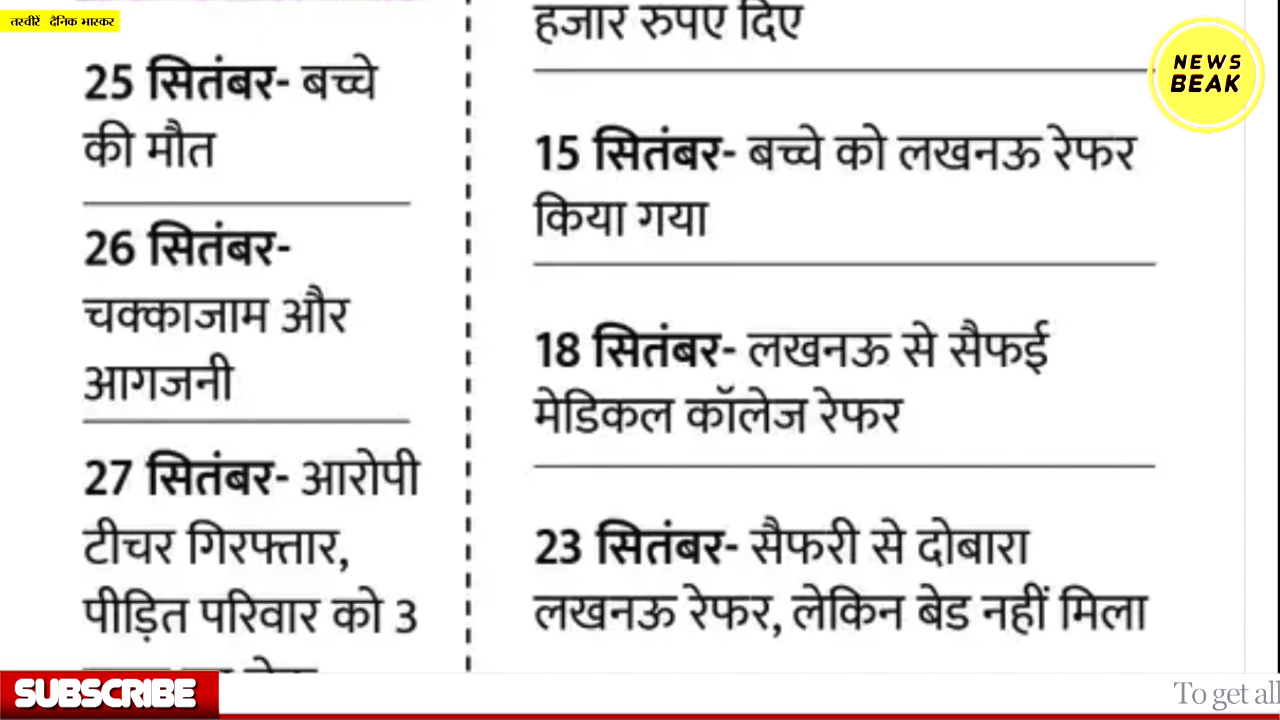 तस्वीरें दैनिक भास्कर
25 सितंबर- बच्चे
की मौत
26 सितंबर-
चक्काजाम और
आगजनी
27 सितंबर- आरोपी
टीचर गिरफ्तार,
पीड़ित परिवार को 3
हजार रुपए दिए
15 सितंबर- बच्चे को लखनऊ रेफर
किया गया
18 सितंबर- लखनऊ से सैफई
मेडिकल कॉलेज रेफर
23 सितंबर- सैफरी से दोबारा
लखनऊ रेफर, लेकिन बेड नहीं मिला
NEWS
BEAK
SUBSCRIBE
To get all